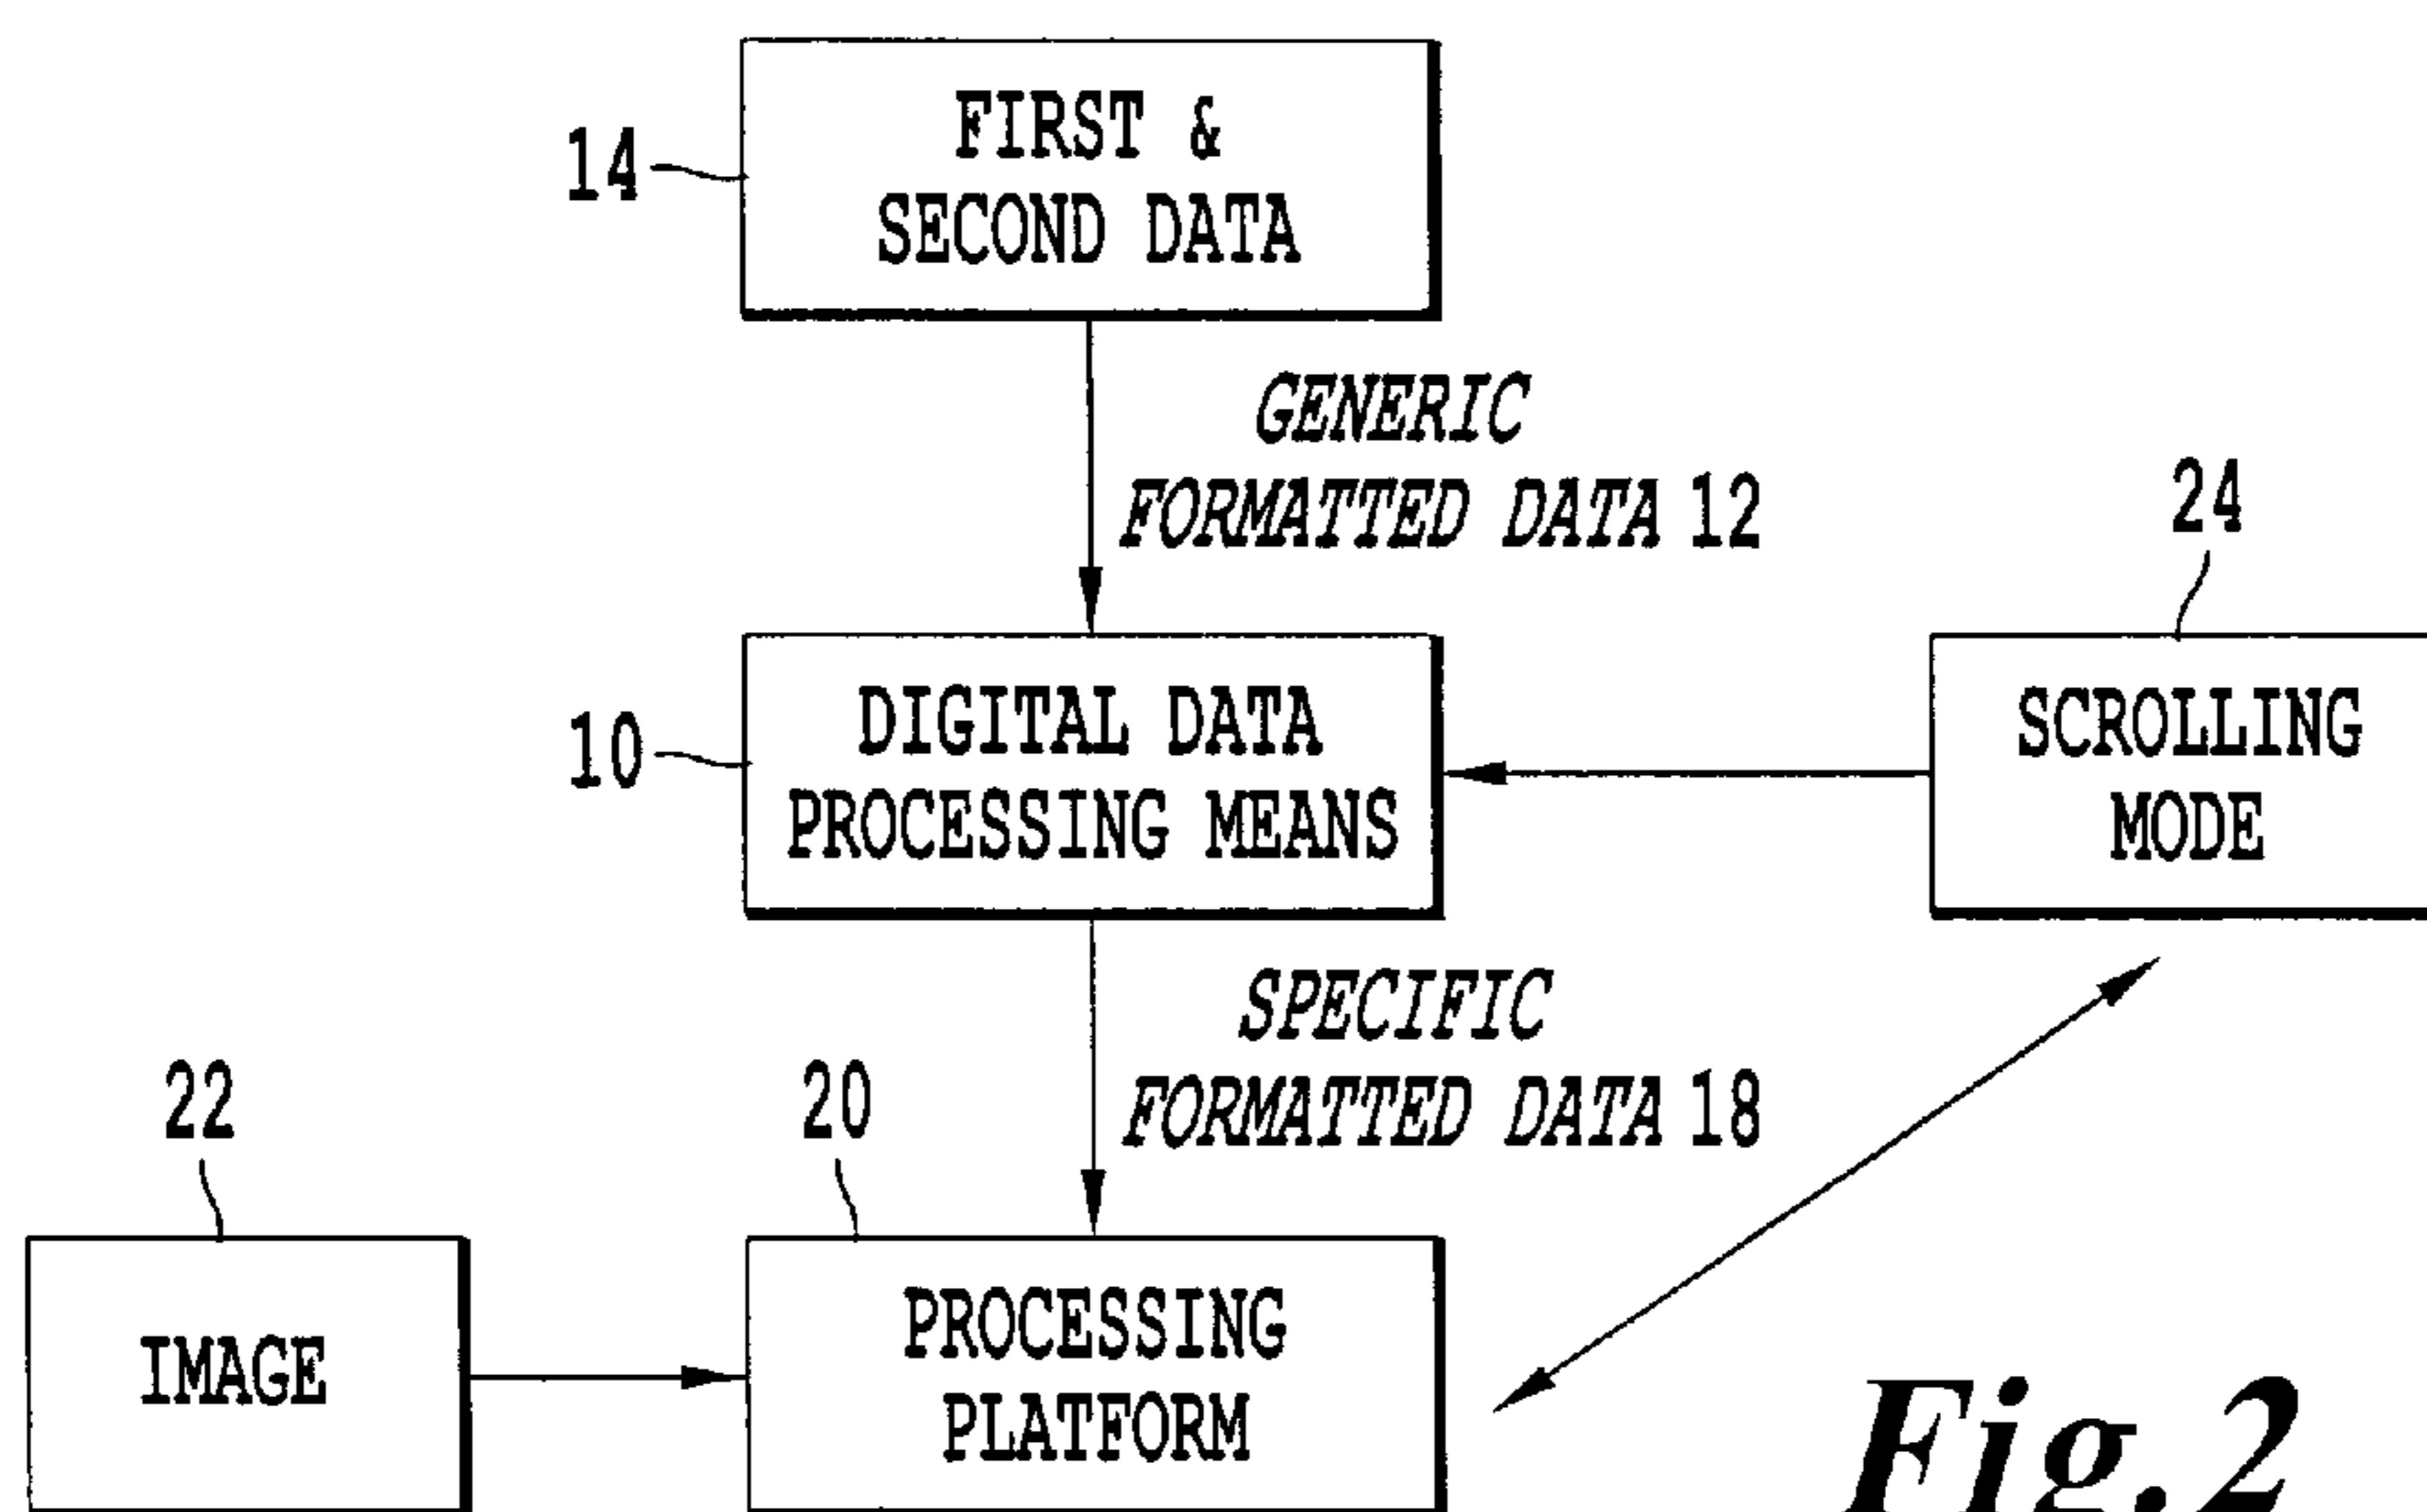 FIRST &
14
SECOND DATA
GENERIC
FORMATTED DATA 12
24
DIGITAL DATA
10
PROCESSING MEANS
SCROLLING
MODE
SPECIFIC
FORMATTED DATA 18
22
20
IMAGE
PROCESSING
PLATFORM
Fig.2